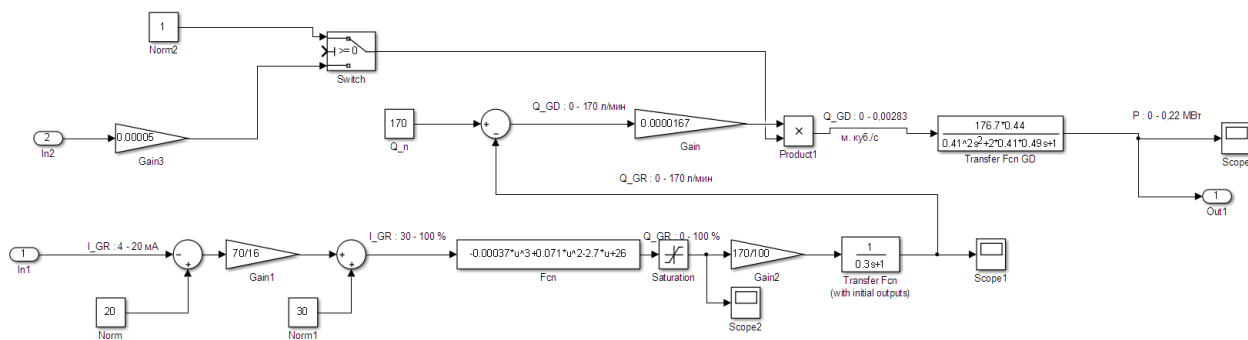 1
Norm2
>= 0
Switch
2
In2
0.00005
Gain3
170
Q_n
+
−
Q_GD : 0 - 170 л/мин
0.0000167
Gain
×
Product1
Q_GD : 0 - 0,00283
м. куб./с
176.7*0.44
0.41^2s²+2*0.41*0.49s+1
Transfer Fcn GD
P : 0 - 0,22 МВт
Scope
1
Out1
Q_GR : 0 - 170 л/мин
1
In1
I_GR : 4 - 20 мА
−
+
20
Norm
70/16
Gain1
+
+
30
Norm1
I_GR : 30 - 100 %
-0.00037*u^3+0.071*u^2-2.7*u+26
Fcn
Q_GR : 0 - 100 %
Saturation
Scope2
170/100
Gain2
1
0.3s+1
Transfer Fcn
(with initial outputs)
Scope1